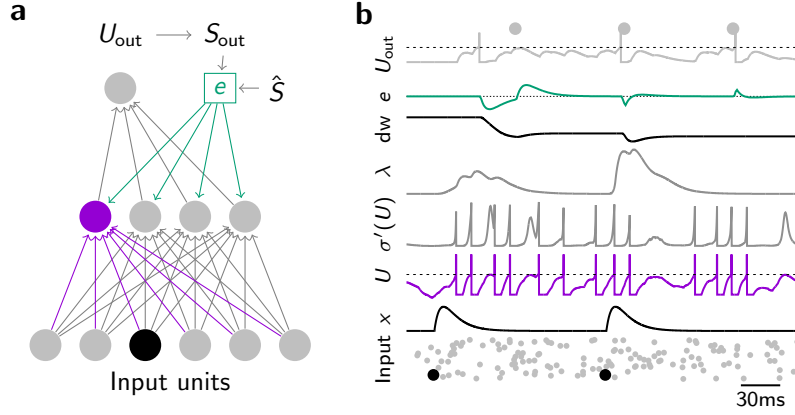 a
U_out → S_out
e ← Ŝ
Input units
b
U_out
e
dw
λ
σ′(U)
U
x
Input
30ms